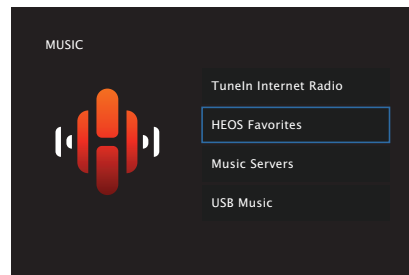 MUSIC
TuneIn Internet Radio
HEOS Favorites
Music Servers
USB Music